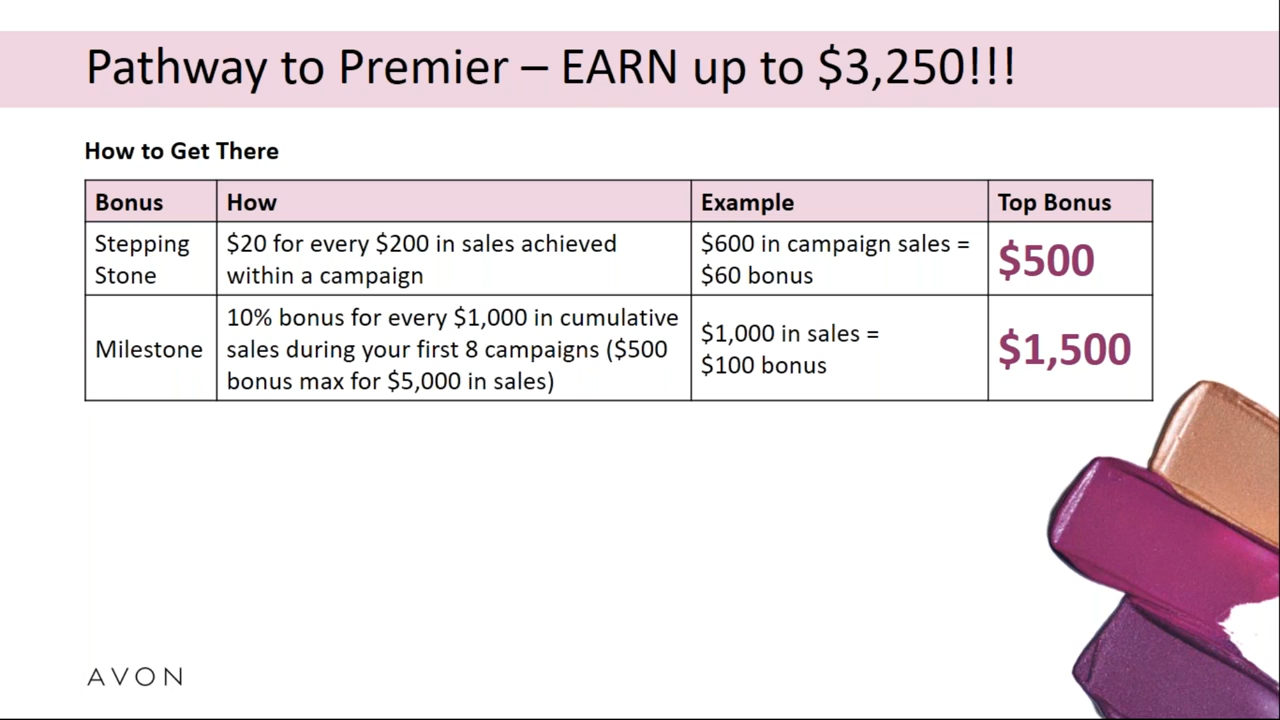 Pathway to Premier – EARN up to $3,250!!!
How to Get There
Bonus
How
Example
Top Bonus
Stepping
Stone
$20 for every $200 in sales achieved
within a campaign
$600 in campaign sales =
$60 bonus
$500
Milestone
10% bonus for every $1,000 in cumulative
sales during your first 8 campaigns ($500
bonus max for $5,000 in sales)
$1,000 in sales =
$100 bonus
$1,500
AVON